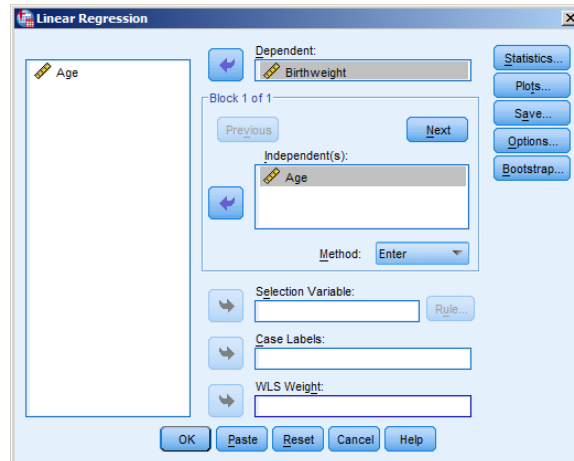 Linear Regression
Age
Dependent:
Birthweight
Block 1 of 1
Previous
Next
Independent(s):
Age
Method:
Enter
Selection Variable:
Rule...
Case Labels:
WLS Weight:
Statistics...
Plots...
Save...
Options...
Bootstrap...
OK
Paste
Reset
Cancel
Help